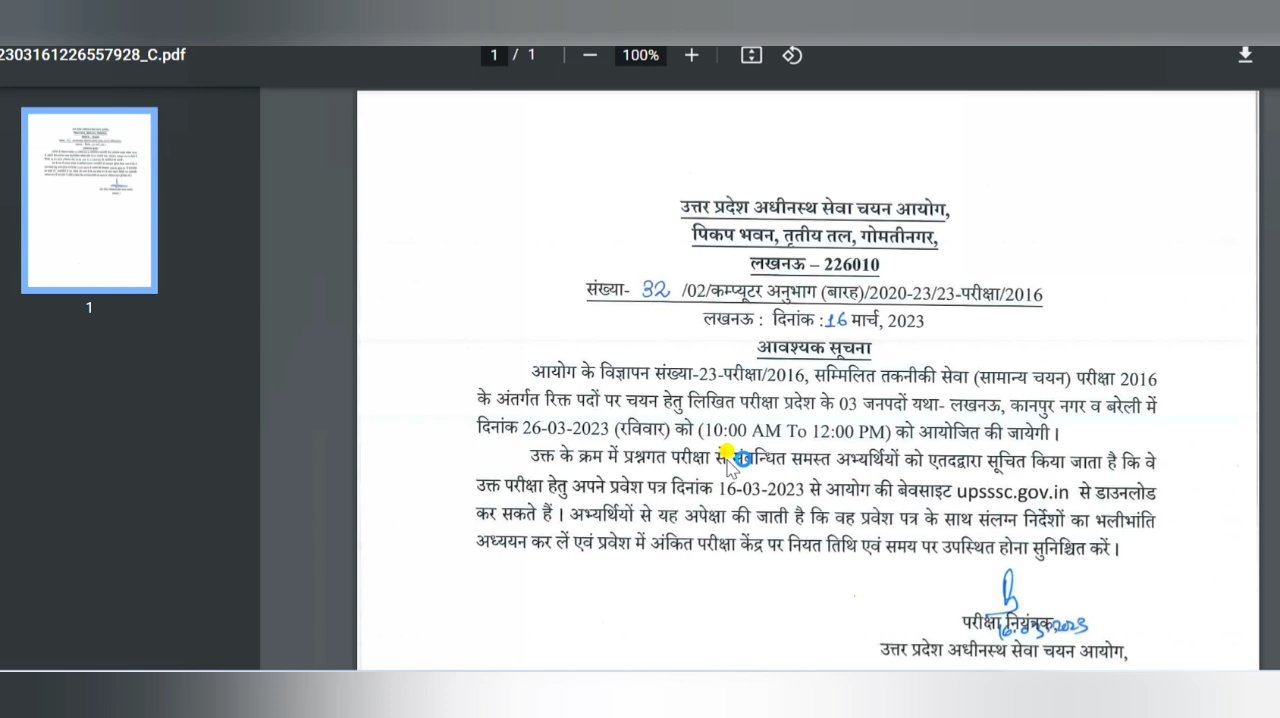 2303161226557928_C.pdf
1 / 1
100%
उत्तर प्रदेश अधीनस्थ सेवा चयन आयोग,
पिकप भवन, तृतीय तल, गोमतीनगर,
लखनऊ – 226010
संख्या- 32 /02/कम्प्यूटर अनुभाग (बारह)/2020-23/23-परीक्षा/2016
लखनऊ : दिनांक :16 मार्च, 2023
आवश्यक सूचना
आयोग के विज्ञापन संख्या-23-परीक्षा/2016, सम्मिलित तकनीकी सेवा (सामान्य चयन) परीक्षा 2016
के अंतर्गत रिक्त पदों पर चयन हेतु लिखित परीक्षा प्रदेश के 03 जनपदों यथा- लखनऊ, कानपुर नगर व बरेली में
दिनांक 26-03-2023 (रविवार) को (10:00 AM To 12:00 PM) को आयोजित की जायेगी ।
उक्त के क्रम में प्रश्नगत परीक्षा से संबन्धित समस्त अभ्यर्थियों को एतदद्वारा सूचित किया जाता है कि वे
उक्त परीक्षा हेतु अपने प्रवेश पत्र दिनांक 16-03-2023 से आयोग की बेवसाइट upsssc.gov.in से डाउनलोड
कर सकते हैं । अभ्यर्थियों से यह अपेक्षा की जाती है कि वह प्रवेश पत्र के साथ संलग्न निर्देशों का भलीभांति
अध्ययन कर लें एवं प्रवेश में अंकित परीक्षा केंद्र पर नियत तिथि एवं समय पर उपस्थित होना सुनिश्चित करें ।
परीक्षा नियंत्रक,
16.03.2023
उत्तर प्रदेश अधीनस्थ सेवा चयन आयोग,
1